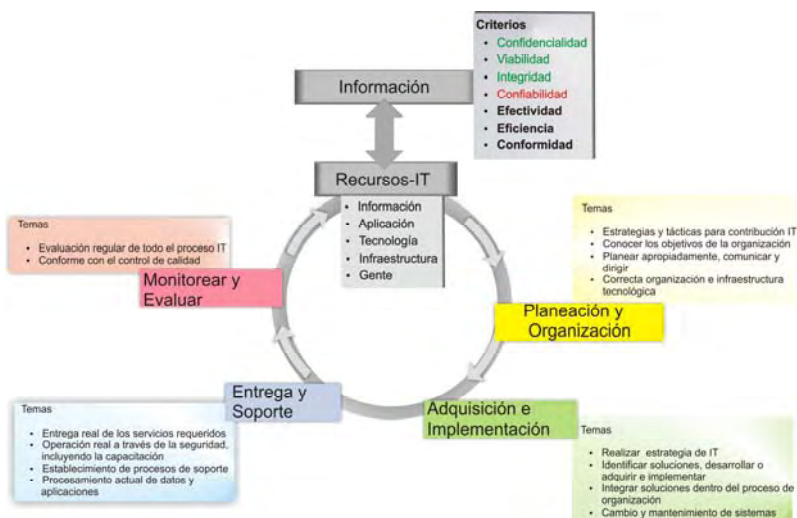 Criterios
• Confidencialidad
• Viabilidad
• Integridad
• Confiabilidad
• Efectividad
• Eficiencia
• Conformidad
Información
Recursos-IT
• Información
- Aplicación
• Tecnología
• Infraestructura
• Gente
Temas
• Evaluación regular de todo el proceso IT
• Conforme con el control de calidad
Monitorear y
Evaluar
Temas
• Estrategias y tácticas para contribución IT
• Conocer los objetivos de la organización
• Planear apropiadamente, comunicar y
dirigir
• Correcta organización e infraestructura
tecnológica
Planeación y
Organización
Entrega y
Soporte
Temas
• Entrega real de los servicios requeridos
• Operación real a través de la seguridad,
incluyendo la capacitación
• Establecimiento de procesos de soporte
- Procesamiento actual de datos y
aplicaciones
Adquisición e
Implementación
Temas
• Realizar estrategia de IT
• Identificar soluciones, desarrollar o
adquirir e implementar
• Integrar soluciones dentro del proceso de
organización
• Cambio y mantenimiento de sistemas